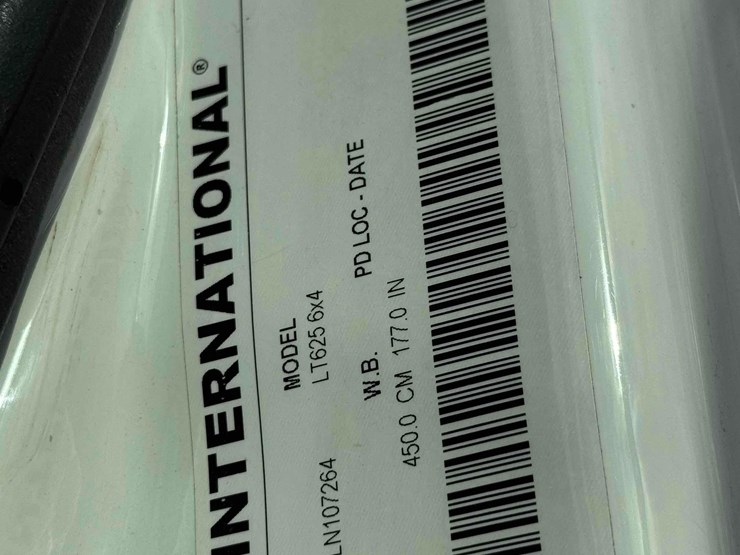 INTERNATIONAL®
MODEL
LN107264 LT625 6x4
W.B. PD LOC - DATE
450.0 CM 177.0 IN